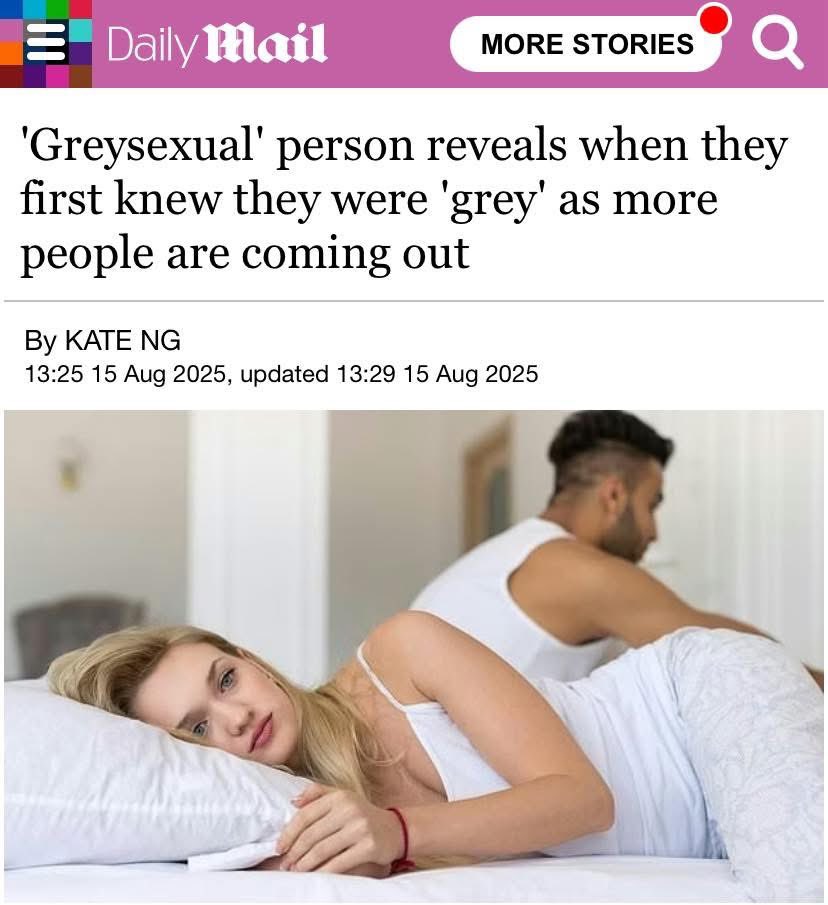 Daily Mail
MORE STORIES
'Greysexual' person reveals when they
first knew they were 'grey' as more
people are coming out
By KATE NG
13:25 15 Aug 2025, updated 13:29 15 Aug 2025